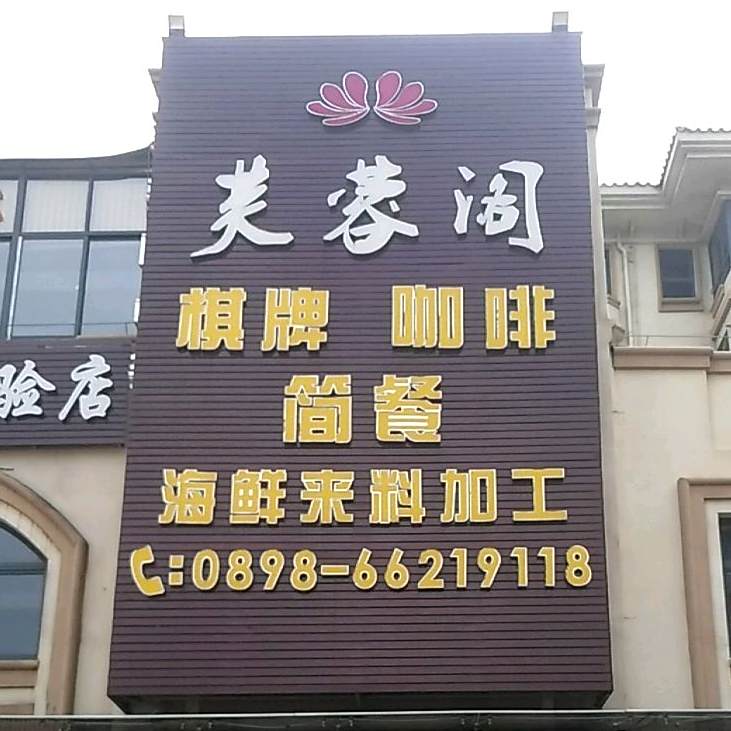 芙蓉阁
棋牌 咖啡
简餐
海鲜来料加工
:0898-66219118
验店